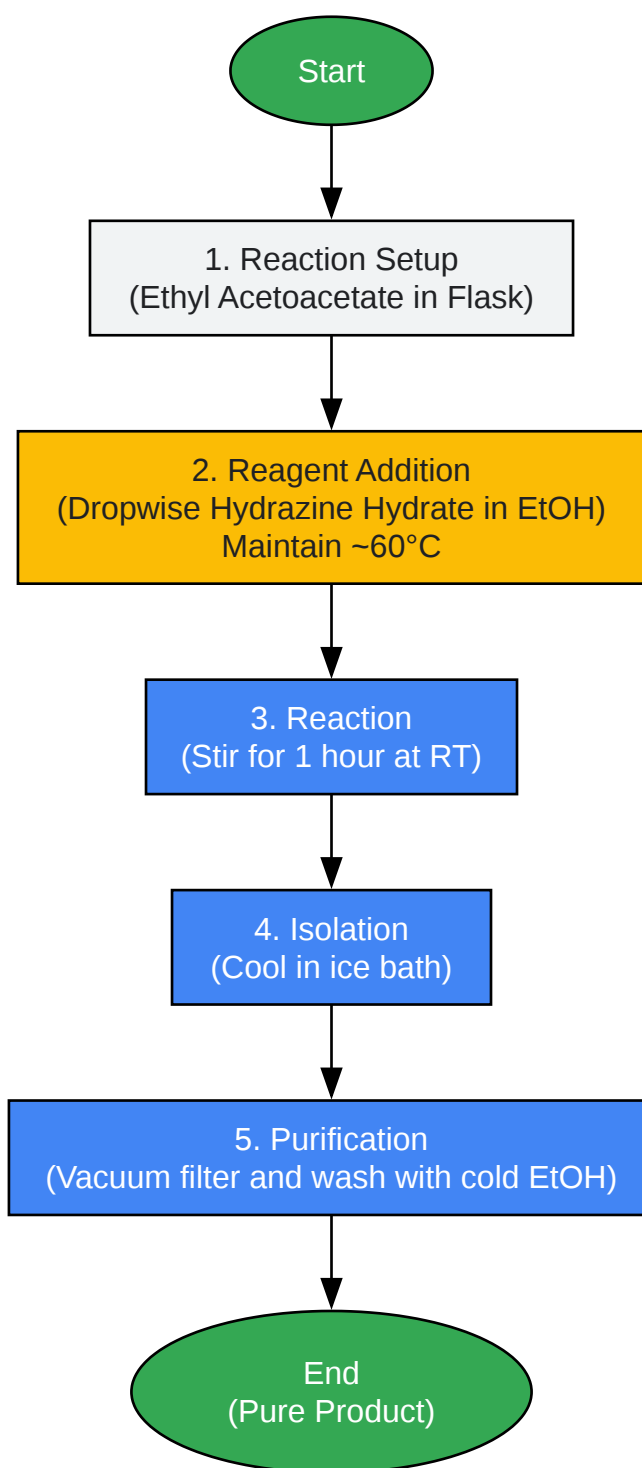 Start
1. Reaction Setup
(Ethyl Acetoacetate in Flask)
2. Reagent Addition
(Dropwise Hydrazine Hydrate in EtOH)
Maintain ~60°C
3. Reaction
(Stir for 1 hour at RT)
4. Isolation
(Cool in ice bath)
5. Purification
(Vacuum filter and wash with cold EtOH)
End
(Pure Product)